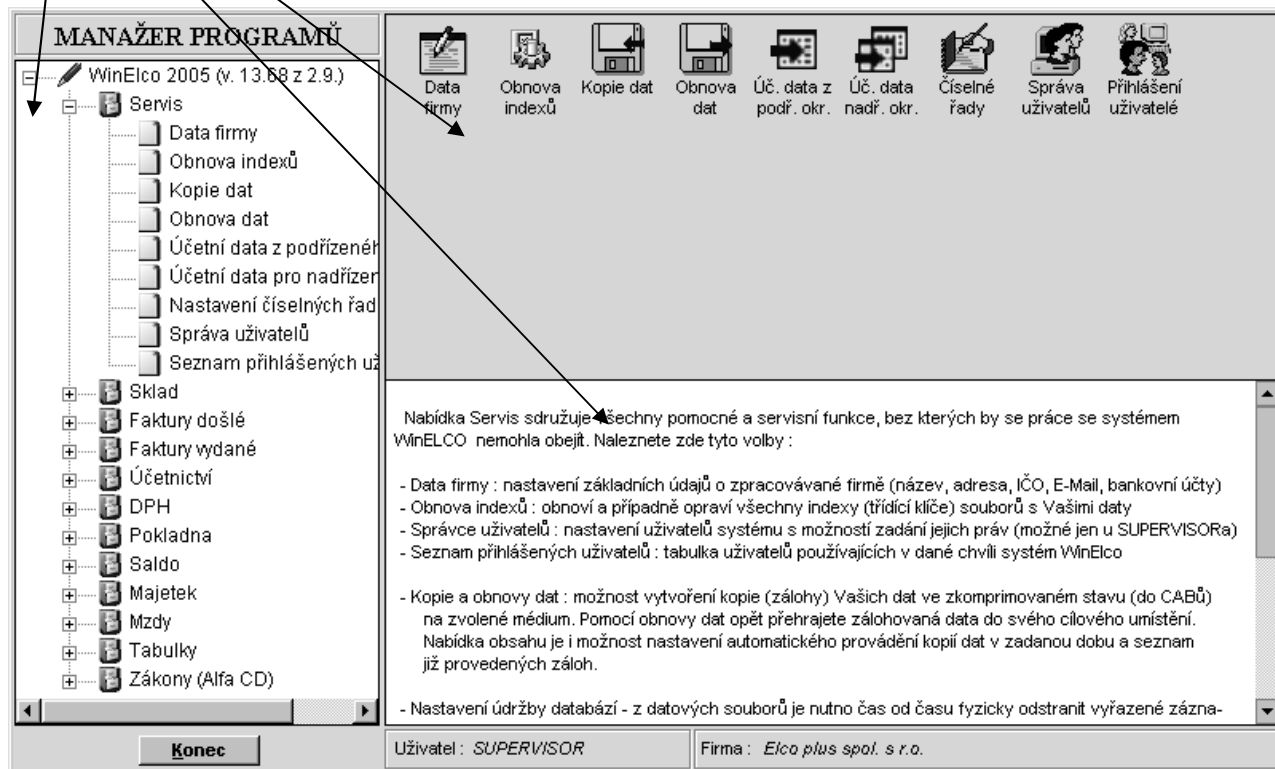 MANAŽER PROGRAMŮ
WinElco 2005 (v. 13.68 z 2.9.)
Servis
Data firmy
Obnova indexů
Kopie dat
Obnova dat
Účetní data z podřízenéh
Účetní data pro nadřízen
Nastavení číselných řad
Správa uživatelů
Seznam přihlášených už
Sklad
Faktury došlé
Faktury vydané
Účetnictví
DPH
Pokladna
Saldo
Majetek
Mzdy
Tabulky
Zákony (Alfa CD)
Konec
Data
firmy
Obnova
indexů
Kopie dat
Obnova
dat
Úč. data z
podř. okr.
Úč. data
nadř. okr.
Číselné
řady
Správa
uživatelů
Přihlášení
uživatelé
Nabídka Servis sdružuje všechny pomocné a servisní funkce, bez kterých by se práce se systémem
WinELCO nemohla obejít. Naleznete zde tyto volby :
- Data firmy : nastavení základních údajů o zpracovávané firmě (název, adresa, IČO, E-Mail, bankovní účty)
- Obnova indexů : obnoví a případně opraví všechny indexy (třídící klíče) souborů s Vašimi daty
- Správce uživatelů : nastavení uživatelů systému s možností zadání jejich práv (možné jen u SUPERVISORa)
- Seznam přihlášených uživatelů : tabulka uživatelů používajících v dané chvíli systém WinElco
- Kopie a obnovy dat : možnost vytvoření kopie (zálohy) Vašich dat ve zkomprimovaném stavu (do CABů)
na zvolené médium. Pomocí obnovy dat opět přehrajete zálohovaná data do svého cílového umístění.
Nabídka obsahu je i možnost nastavení automatického provádění kopií dat v zadanou dobu a seznam
již provedených záloh.
- Nastavení údržby databází - z datových souborů je nutno čas od času fyzicky odstranit vyřazené zázna-
Uživatel : SUPERVISOR
Firma : Elco plus spol. s r.o.